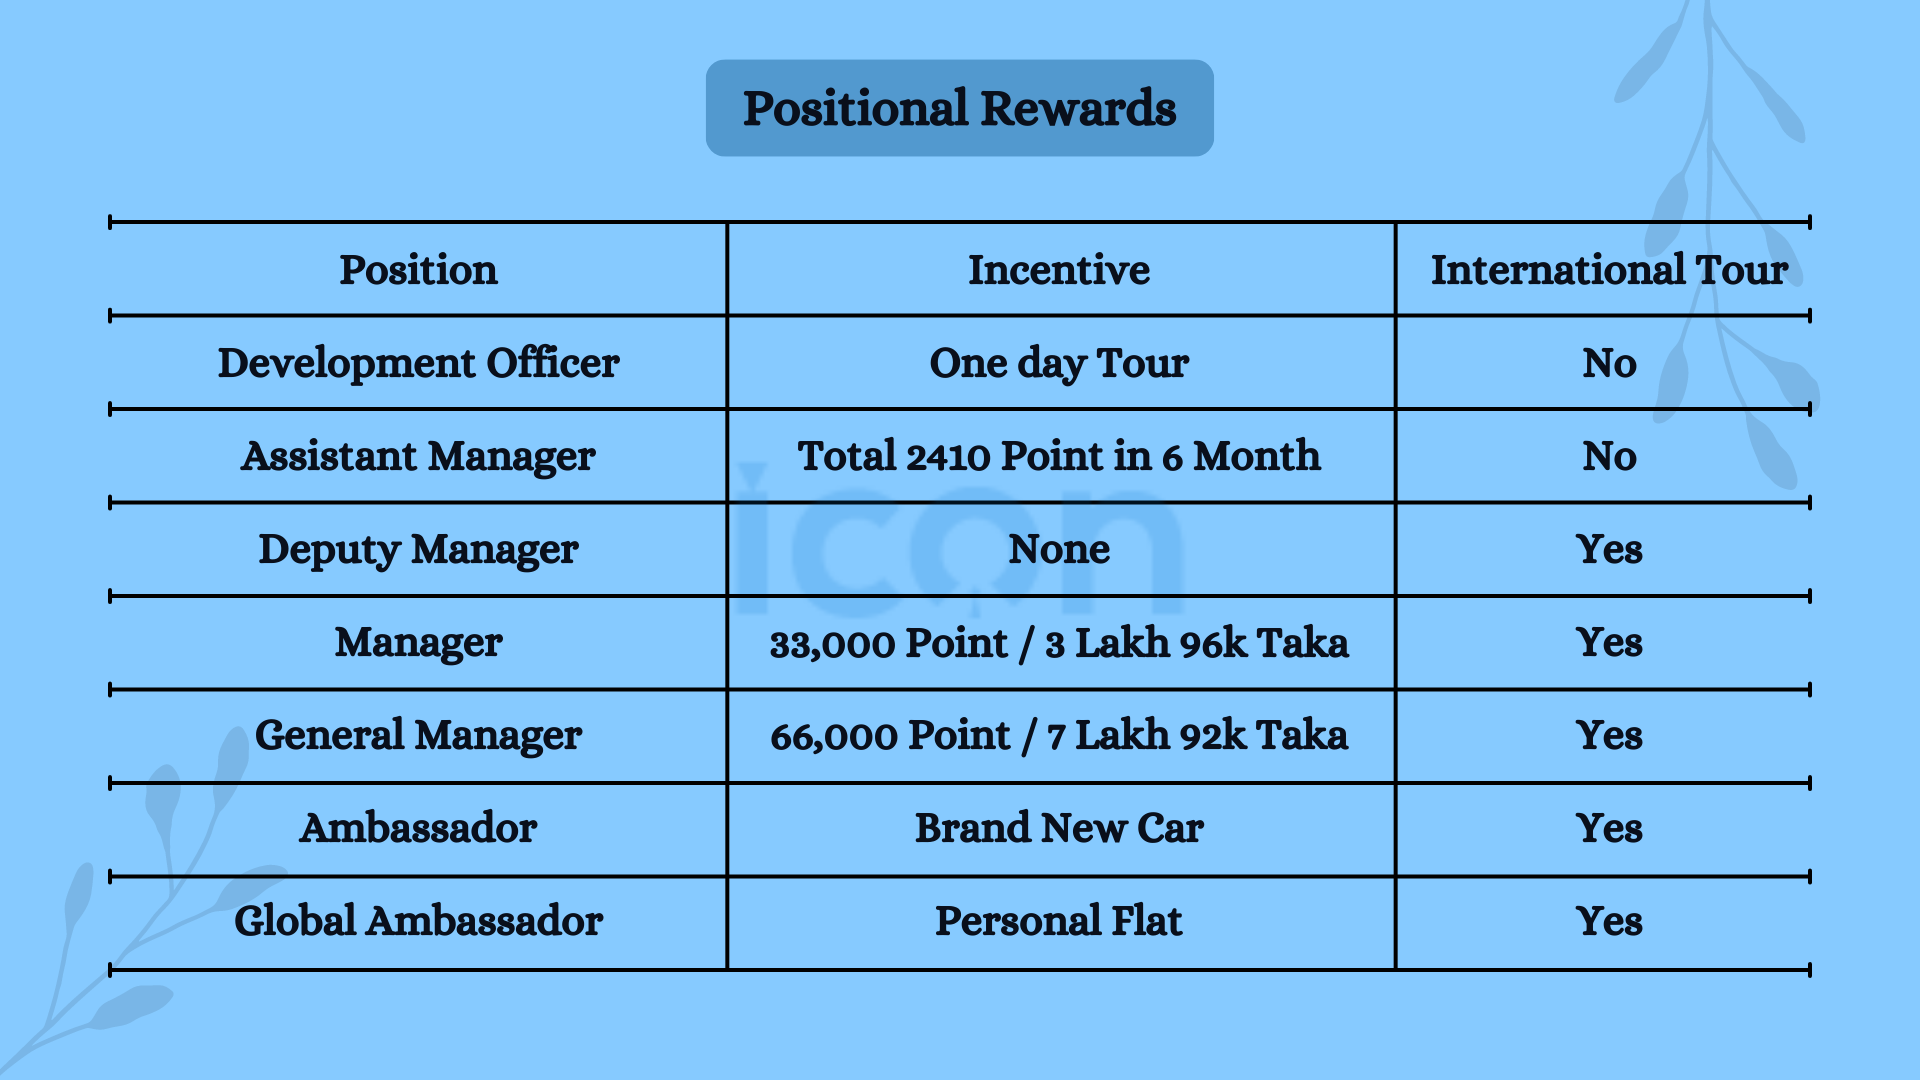 Positional Rewards
Position Incentive International Tour
Development Officer One day Tour No
Assistant Manager Total 2410 Point in 6 Month No
Deputy Manager None Yes
Manager 33,000 Point / 3 Lakh 96k Taka Yes
General Manager 66,000 Point / 7 Lakh 92k Taka Yes
Ambassador Brand New Car Yes
Global Ambassador Personal Flat Yes
icon